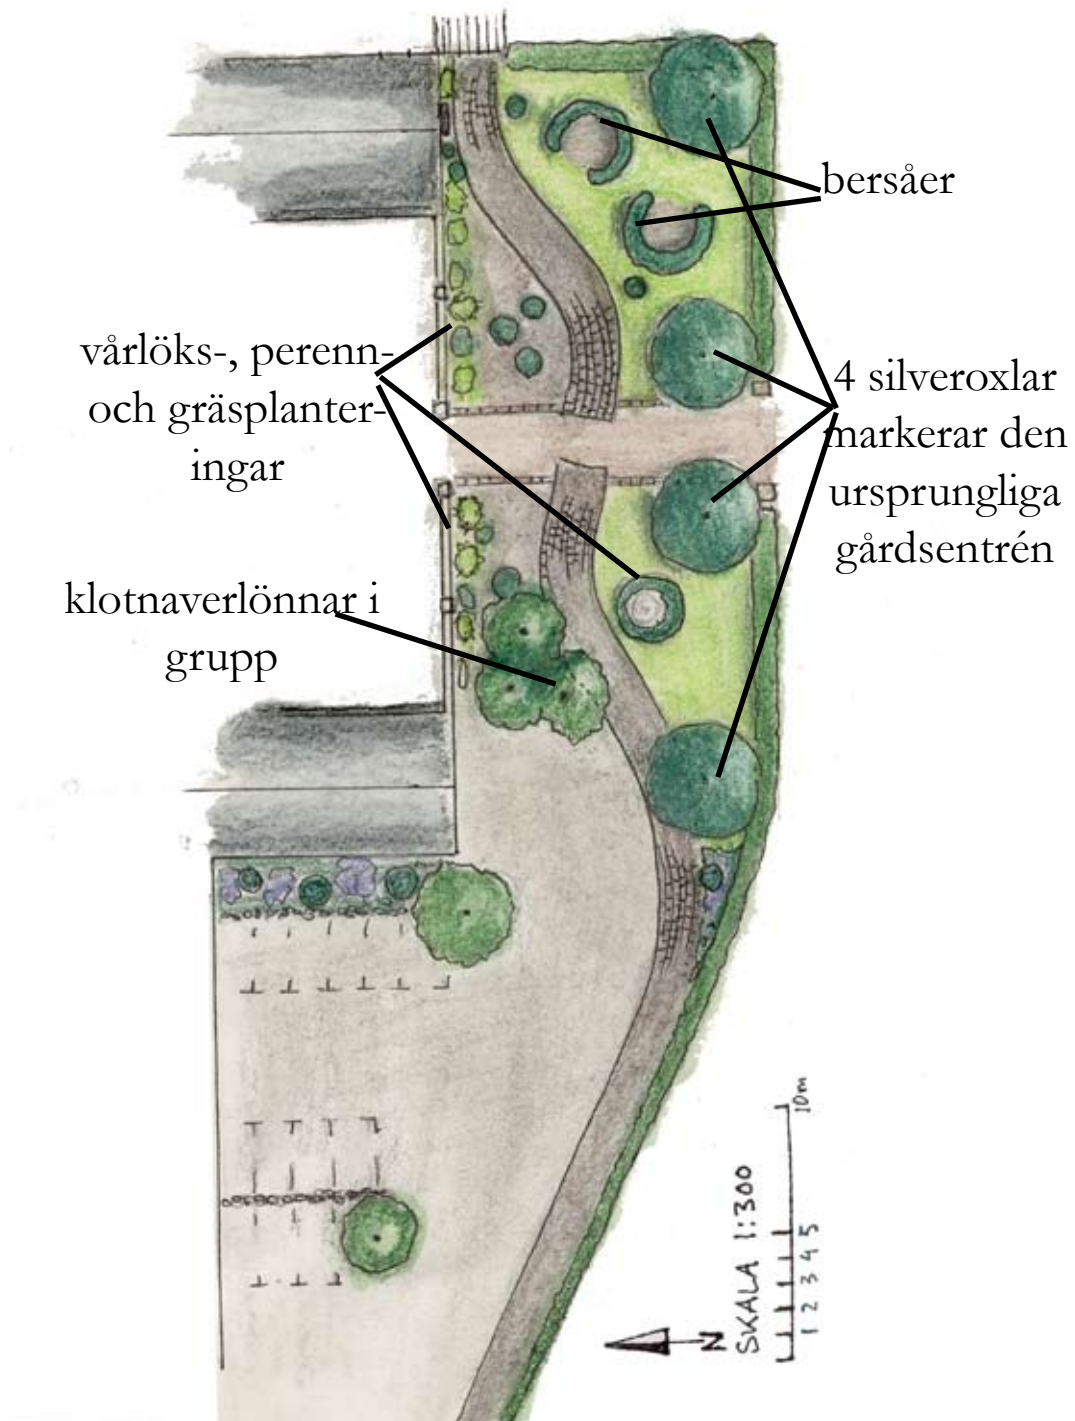 bersåer
vårlöks-, perenn-
och gräsplanter-
ingar
4 silveroxlar
markerar den
ursprungliga
gårdsentrén
klotnaverlönnar i
grupp
N
SKALA 1:300
1 2 3 4 5
10m